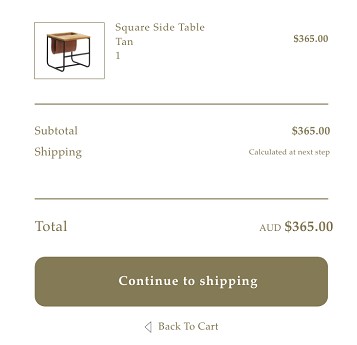 Square Side Table
Tan
1
$365.00
Subtotal $365.00
Shipping Calculated at next step
Total AUD $365.00
Continue to shipping
Back To Cart